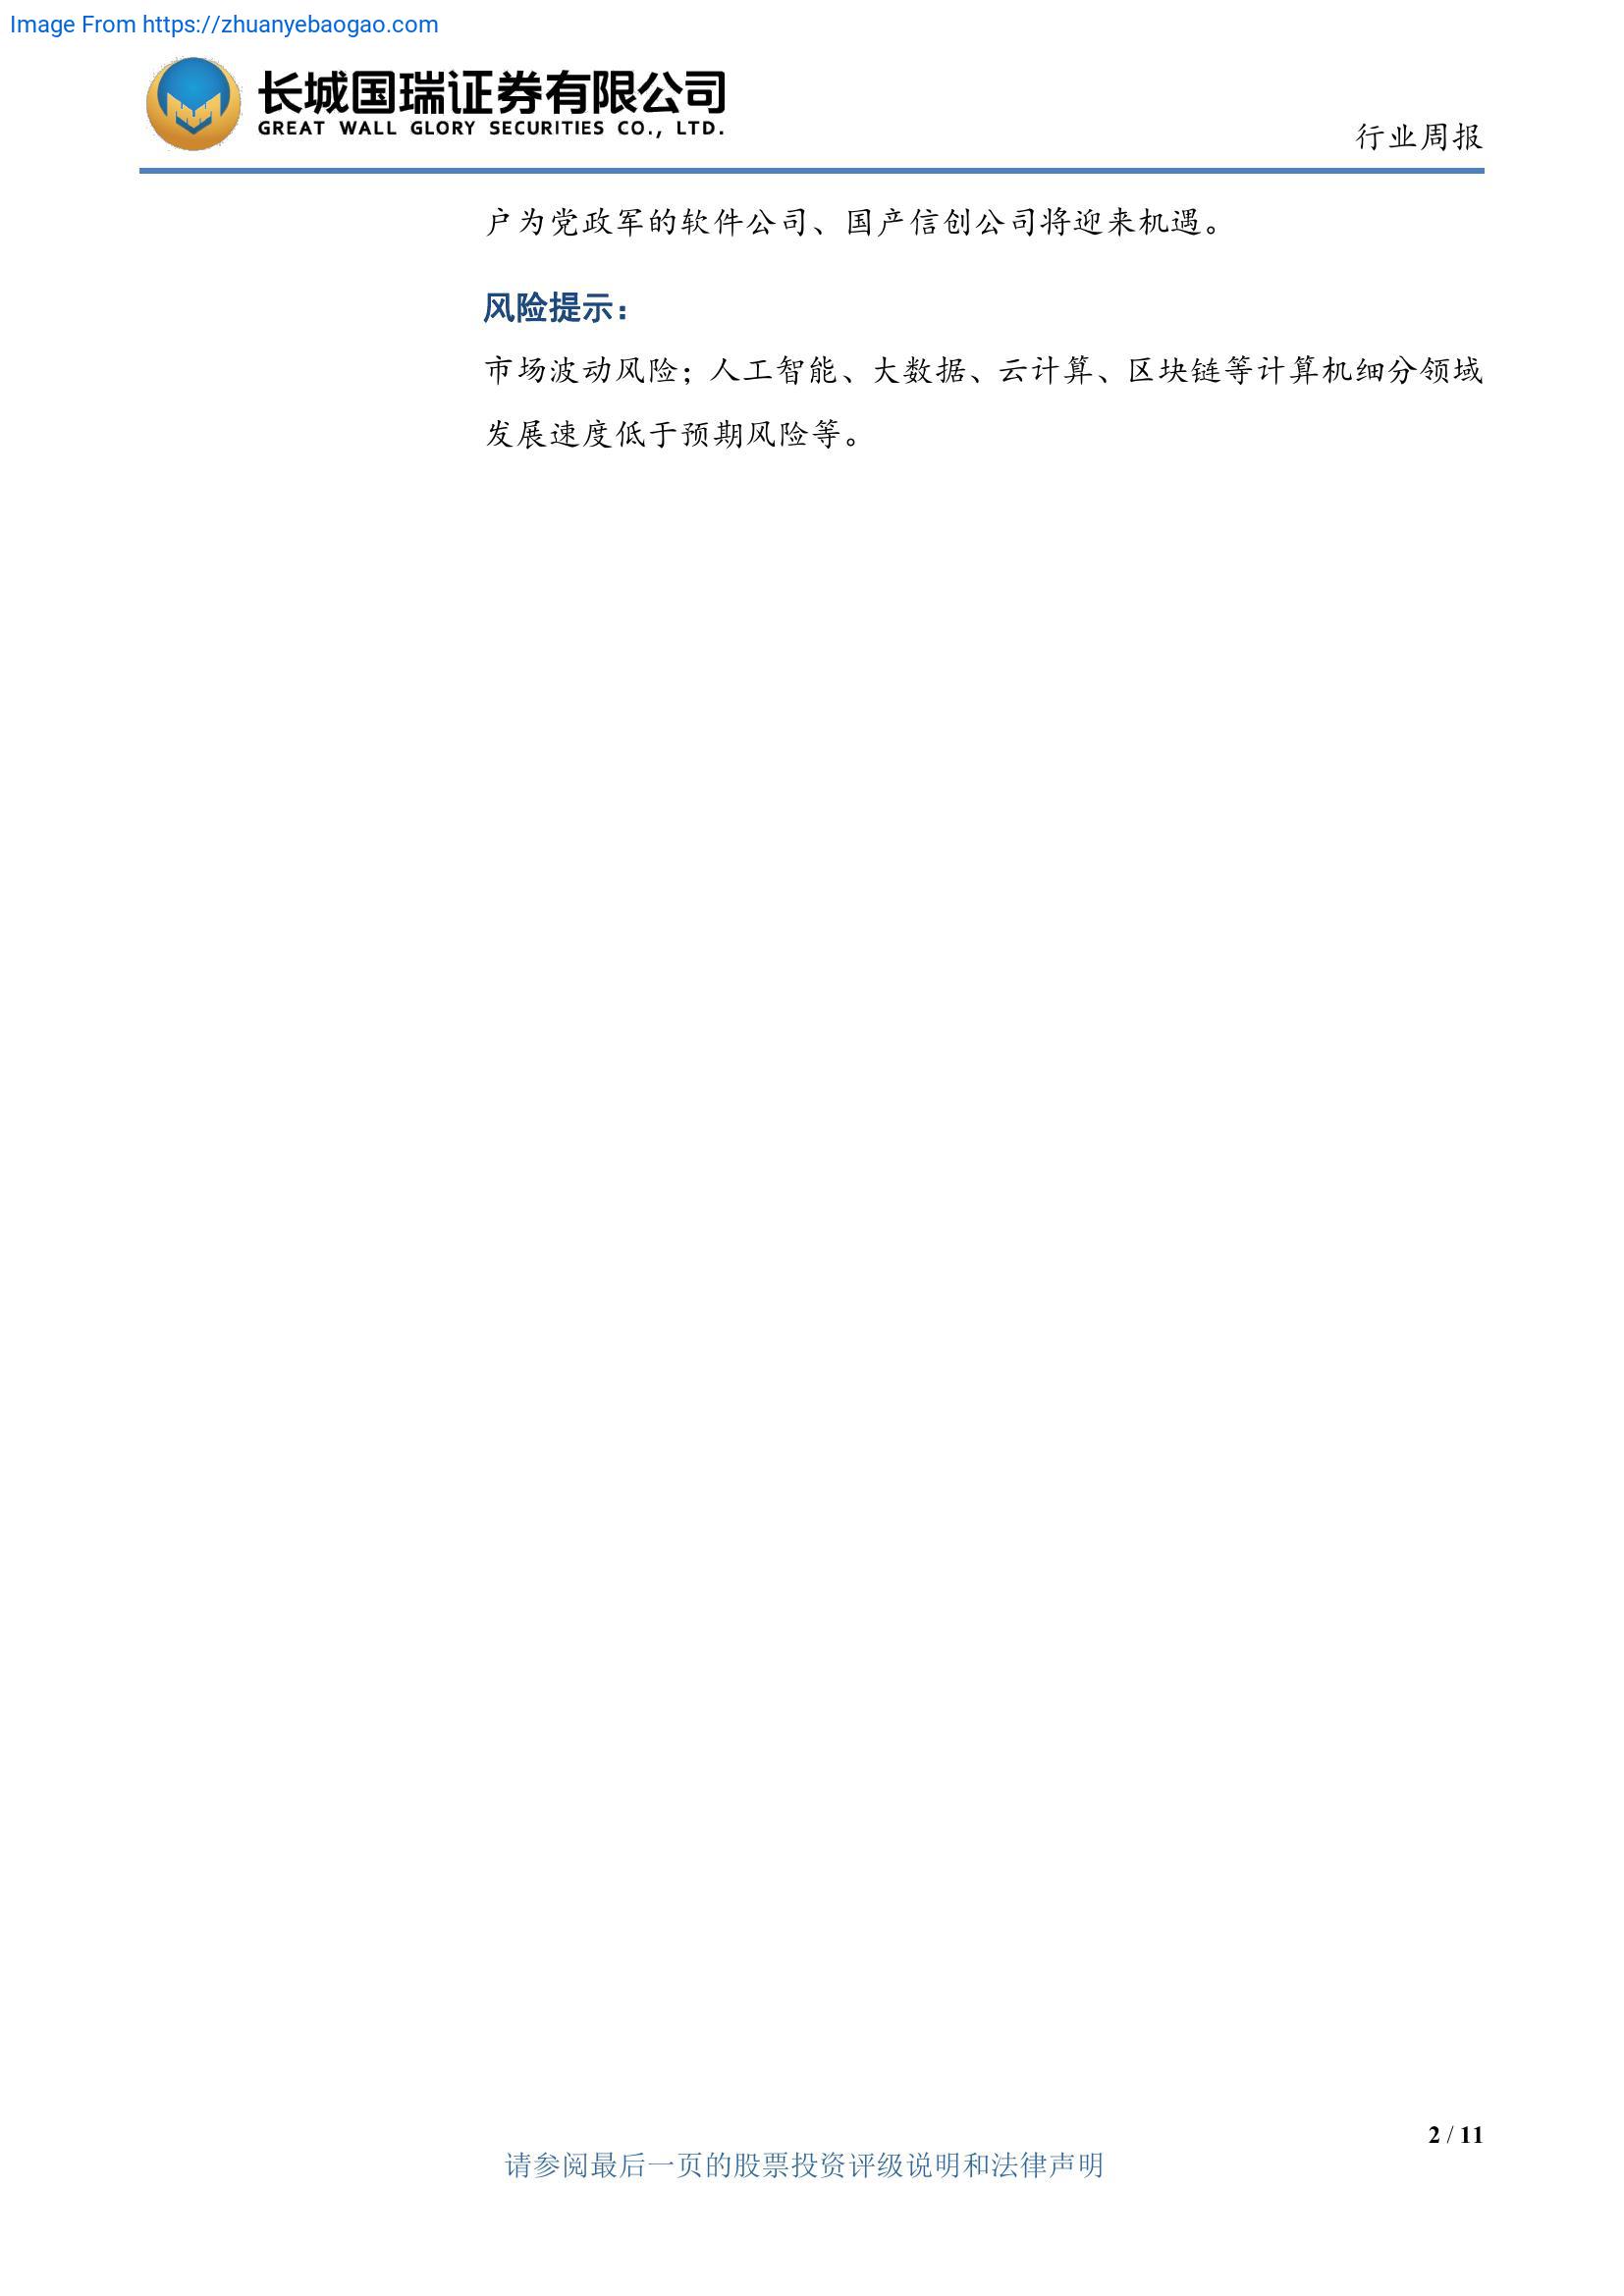 Image From https://zhuanyebaogao.com
长城国瑞证券有限公司
GREAT WALL GLORY SECURITIES CO., LTD.
行业周报
户为党政军的软件公司、国产信创公司将迎来机遇。
风险提示：
市场波动风险；人工智能、大数据、云计算、区块链等计算机细分领域
发展速度低于预期风险等。
2 / 11
请参阅最后一页的股票投资评级说明和法律声明